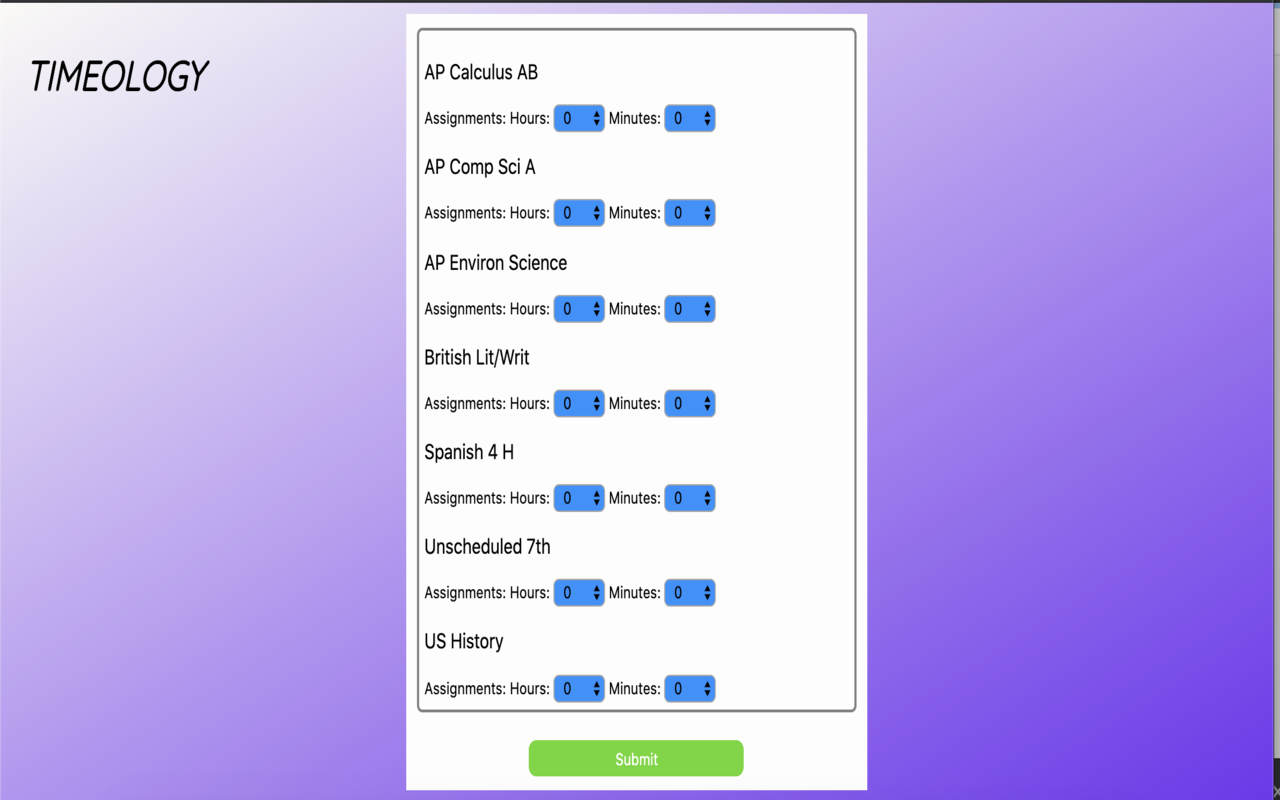 TIMEOLOGY
AP Calculus AB
Assignments: Hours: 0 Minutes: 0
AP Comp Sci A
Assignments: Hours: 0 Minutes: 0
AP Environ Science
Assignments: Hours: 0 Minutes: 0
British Lit/Writ
Assignments: Hours: 0 Minutes: 0
Spanish 4 H
Assignments: Hours: 0 Minutes: 0
Unscheduled 7th
Assignments: Hours: 0 Minutes: 0
US History
Assignments: Hours: 0 Minutes: 0
Submit